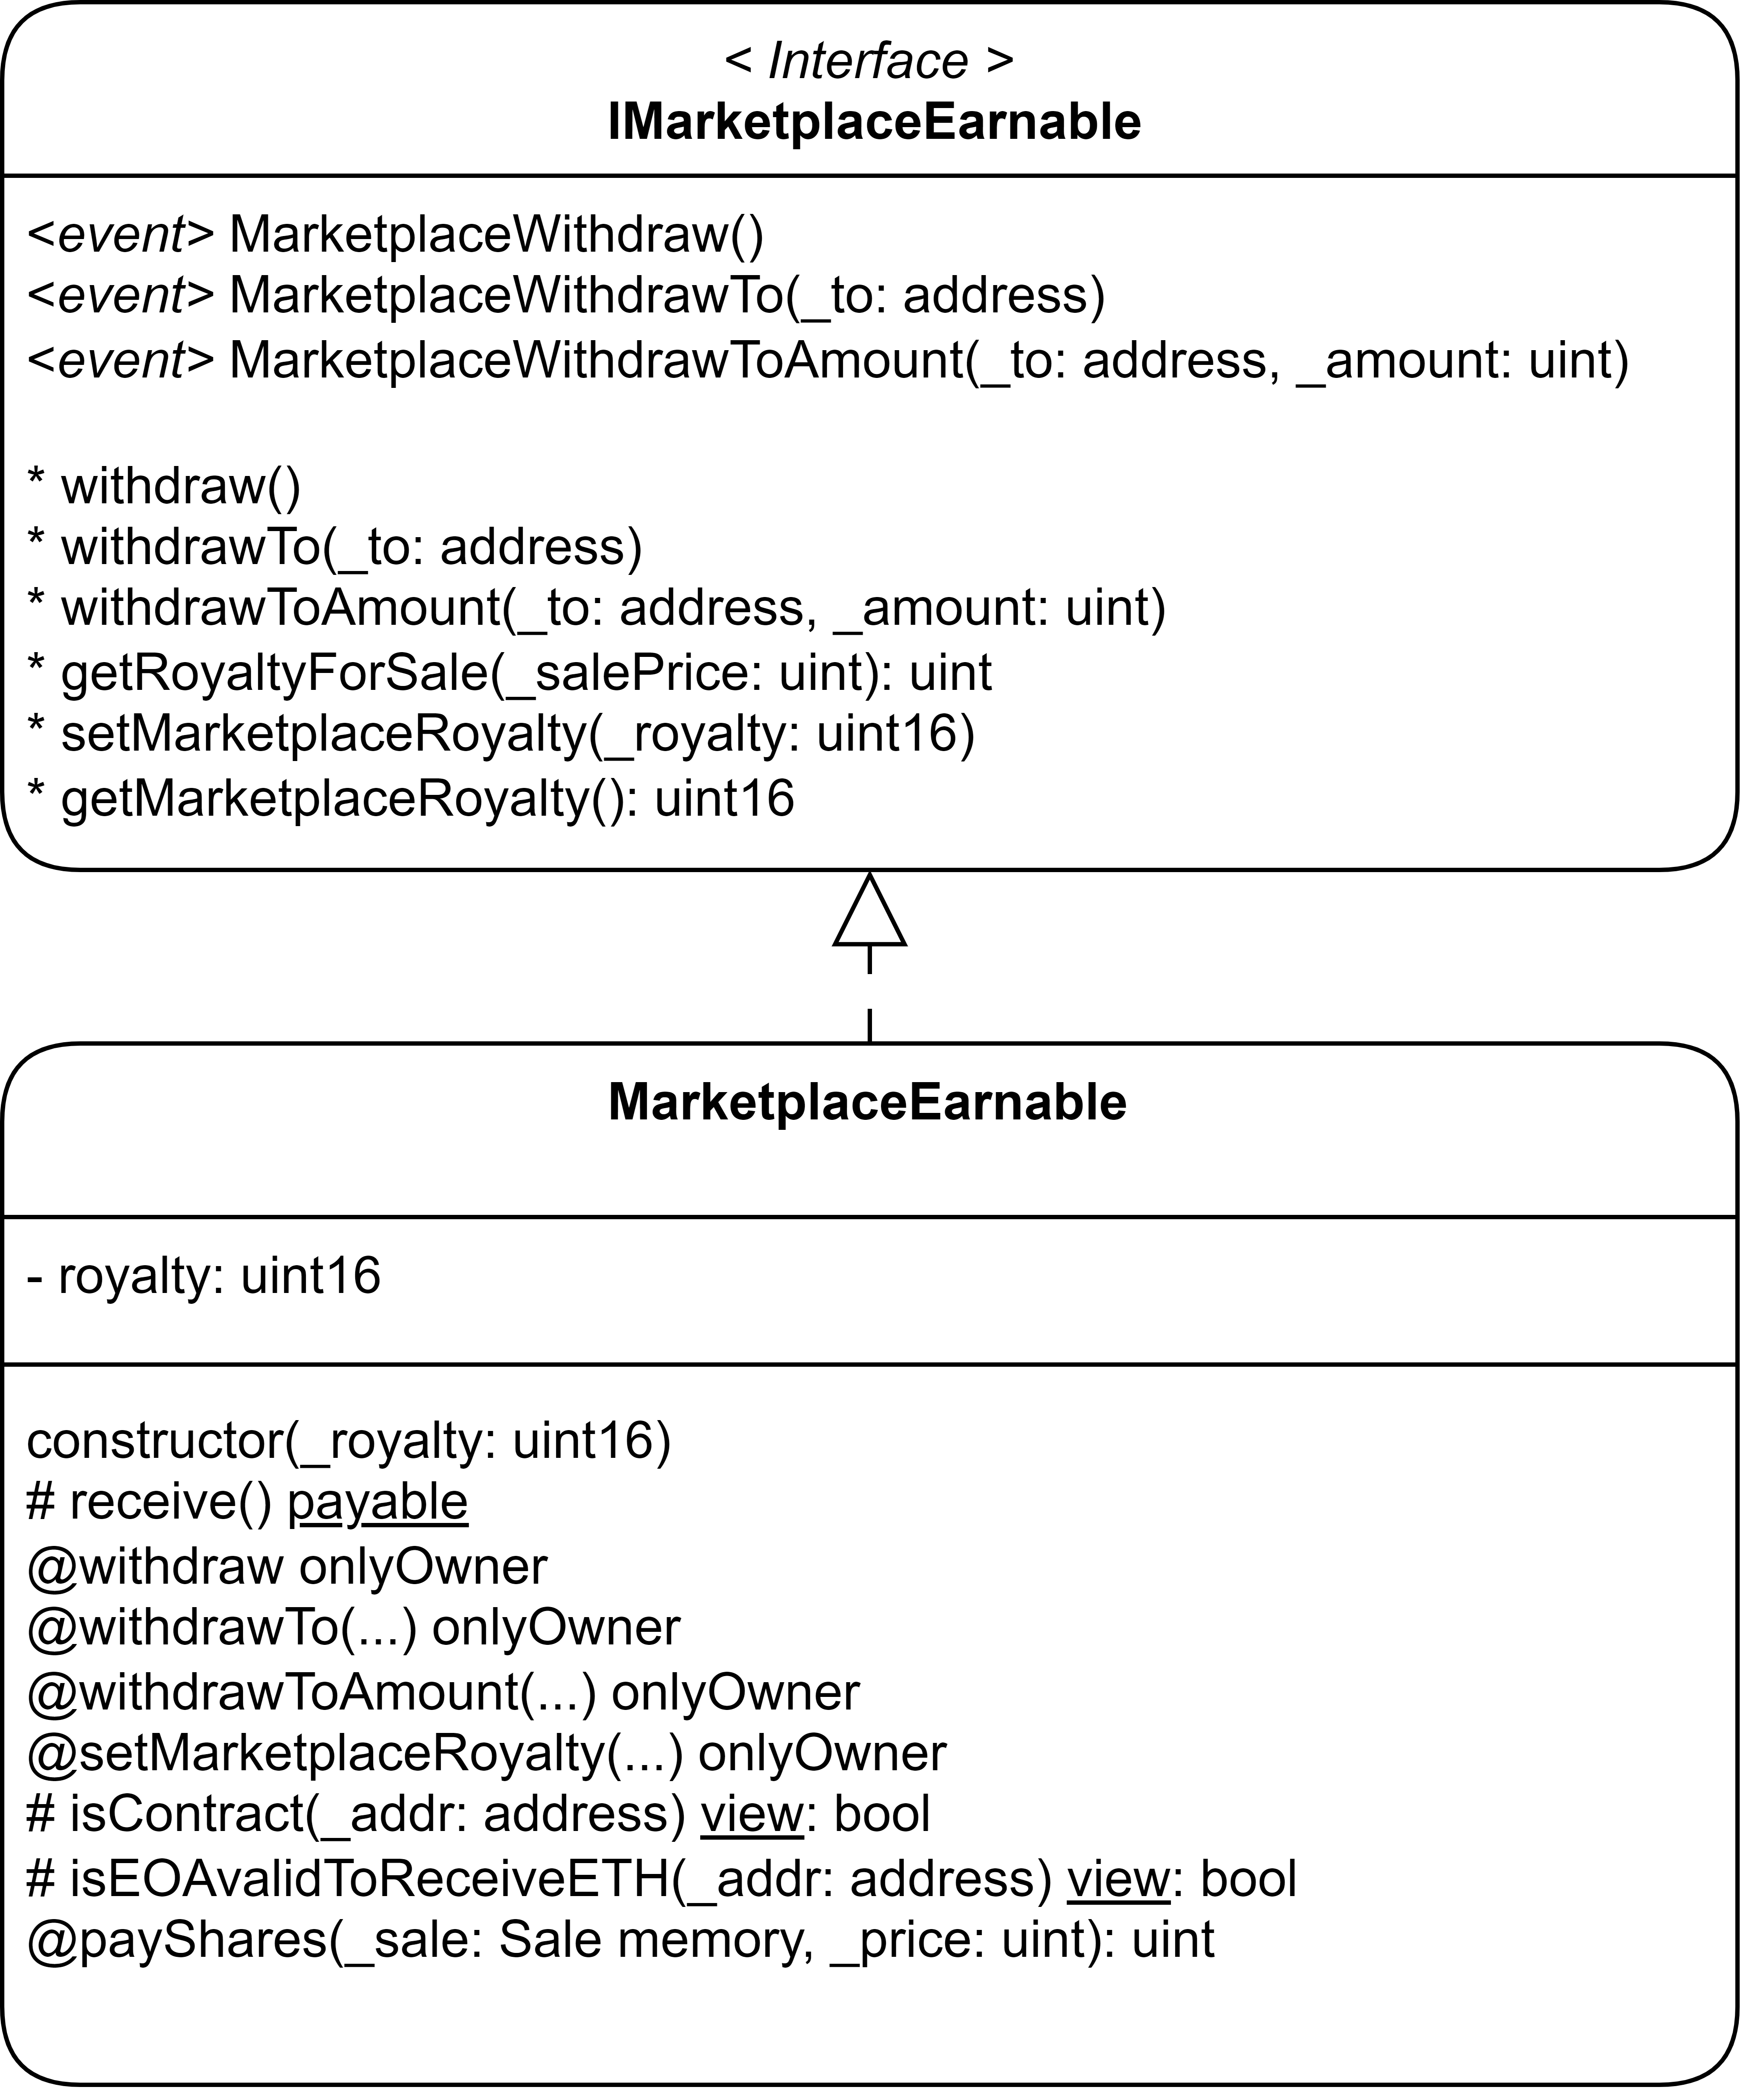 < Interface >
IMarketplaceEarnable
<event> MarketplaceWithdraw()
<event> MarketplaceWithdrawTo(_to: address)
<event> MarketplaceWithdrawToAmount(_to: address, _amount: uint)
* withdraw()
* withdrawTo(_to: address)
* withdrawToAmount(_to: address, _amount: uint)
* getRoyaltyForSale(_salePrice: uint): uint
* setMarketplaceRoyalty(_royalty: uint16)
* getMarketplaceRoyalty(): uint16
MarketplaceEarnable
- royalty: uint16
constructor(_royalty: uint16)
# receive() payable
@withdraw onlyOwner
@withdrawTo(...) onlyOwner
@withdrawToAmount(...) onlyOwner
@setMarketplaceRoyalty(...) onlyOwner
# isContract(_addr: address) view: bool
# isEOAvalidToReceiveETH(_addr: address) view: bool
@payShares(_sale: Sale memory, _price: uint): uint